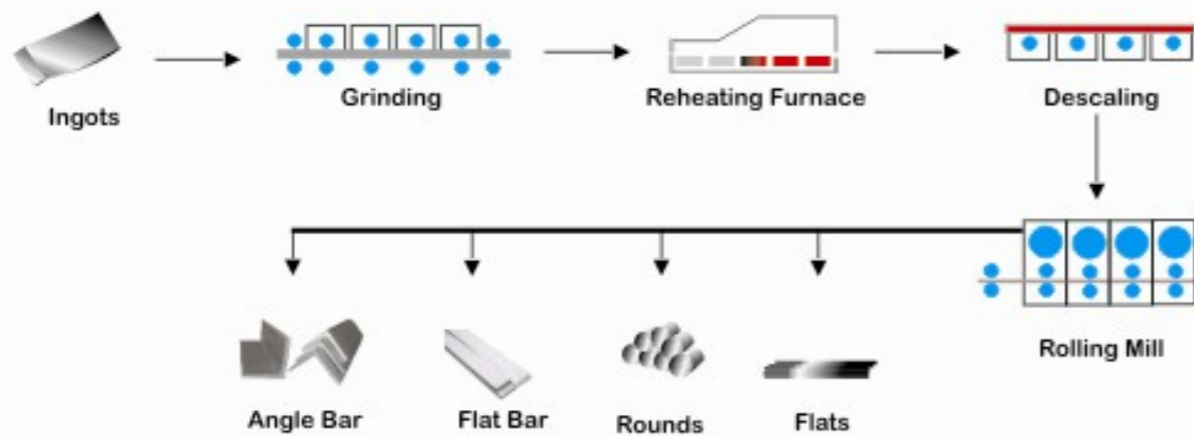 Ingots
Grinding
Reheating Furnace
Descaling
Rolling Mill
Angle Bar
Flat Bar
Rounds
Flats